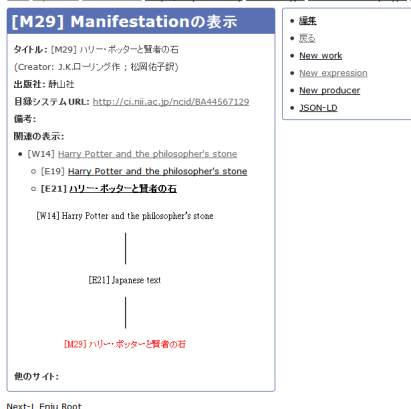 [M29] Manifestationの表示
タイトル: [M29] ハリー・ポッターと賢者の石
(Creator: J.K.ローリング作 ; 松岡佑子訳)
出版社: 静山社
目録システムURL: http://ci.nii.ac.jp/ncid/BA44567129
備考:
関連の表示:
[W14] Harry Potter and the philosopher's stone
[E19] Harry Potter and the philosopher's stone
[E21] ハリー・ポッターと賢者の石
[W14] Harry Potter and the philosopher's stone
[E21] Japanese text
[M29] ハリー・ポッターと賢者の石
他のサイト:
編集
戻る
New work
New expression
New producer
JSON-LD
Next-L Enju Root